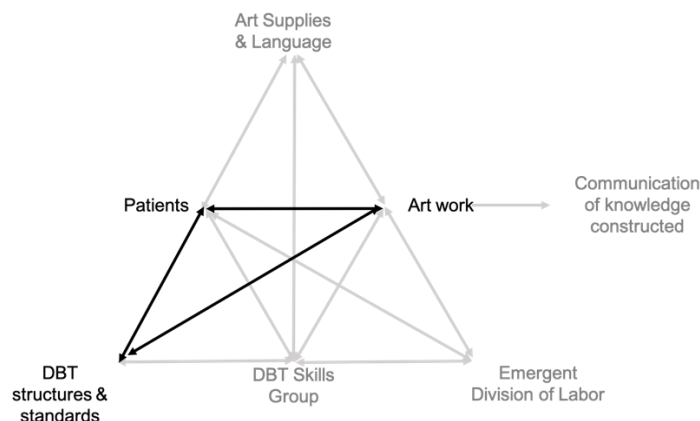 Art Supplies
& Language
Patients
Art work
Communication
of knowledge
constructed
DBT
structures &
standards
DBT Skills
Group
Emergent
Division of Labor